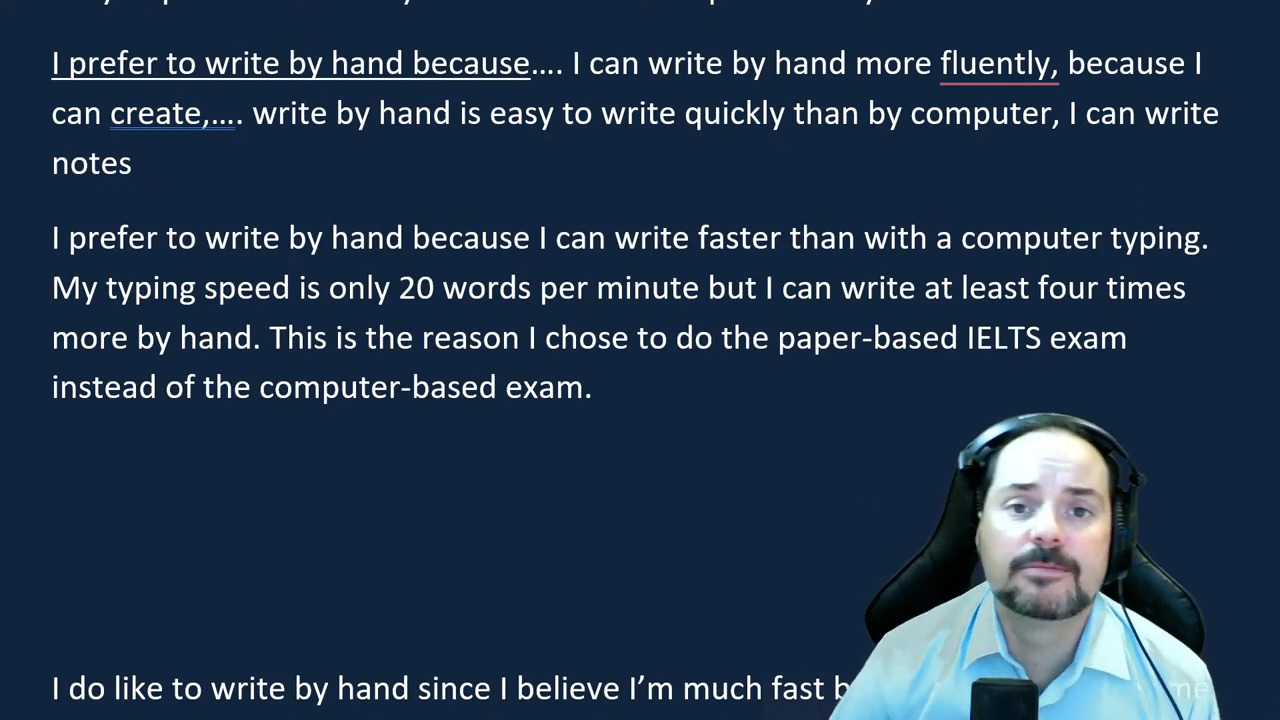 I prefer to write by hand because…. I can write by hand more fluently, because I
can create,…. write by hand is easy to write quickly than by computer, I can write
notes
I prefer to write by hand because I can write faster than with a computer typing.
My typing speed is only 20 words per minute but I can write at least four times
more by hand. This is the reason I chose to do the paper-based IELTS exam
instead of the computer-based exam.
I do like to write by hand since I believe I’m much fast